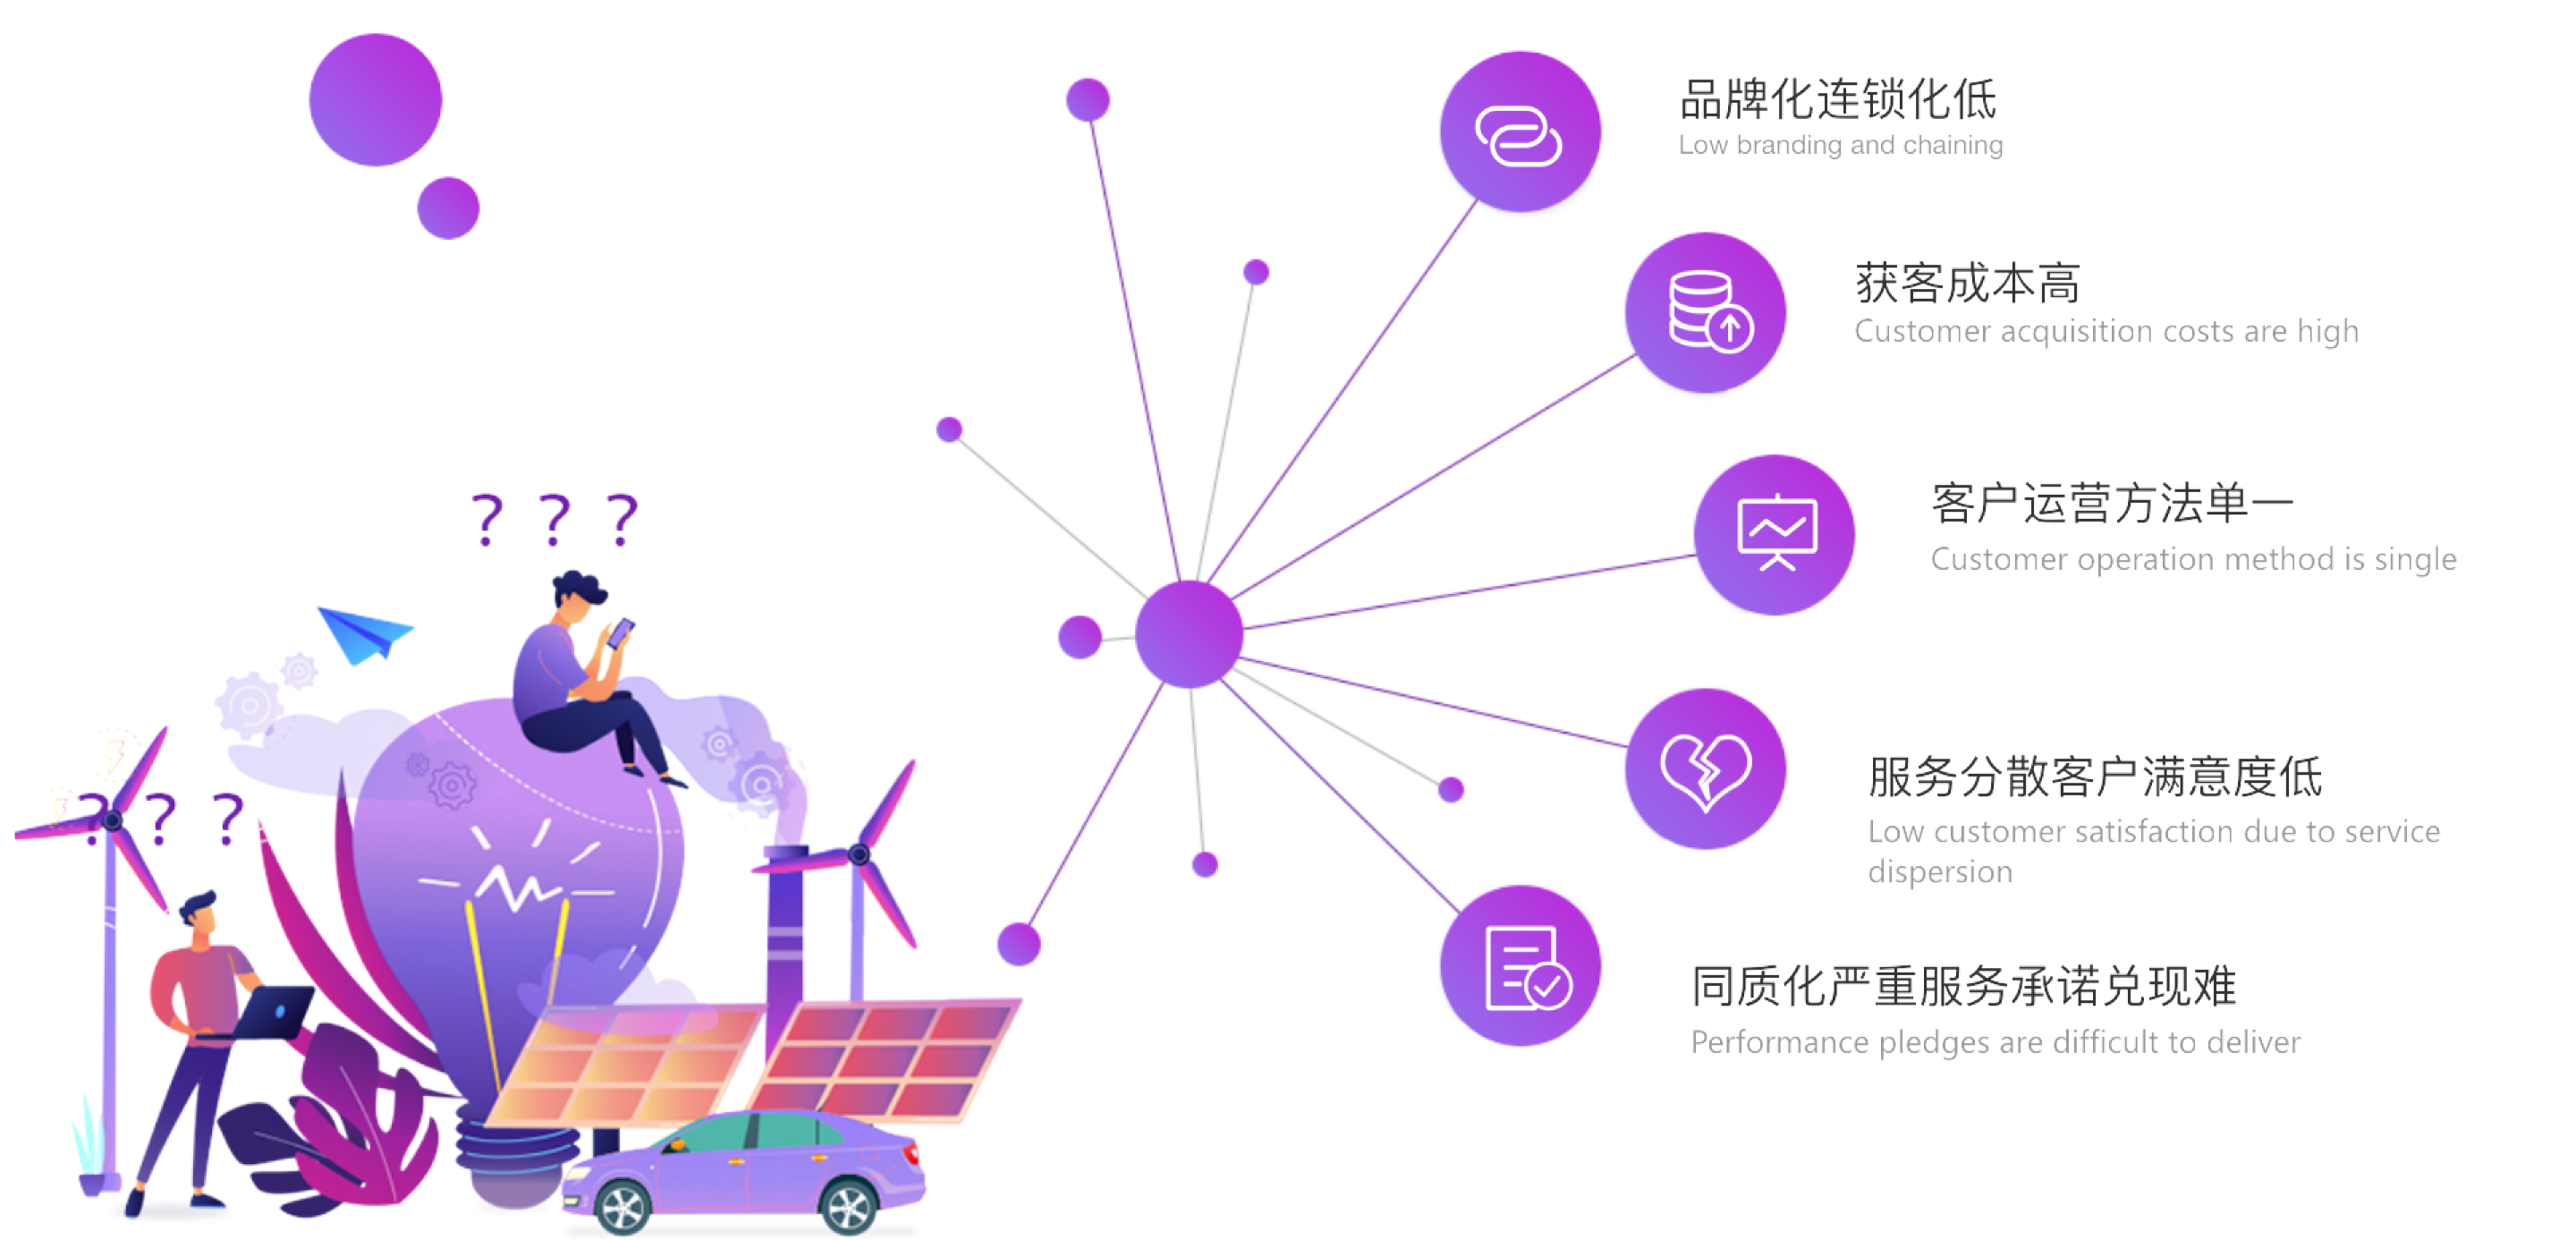 品牌化连锁化低
Low branding and chaining
获客成本高
Customer acquisition costs are high
? ? ?
客户运营方法单一
Customer operation method is single
服务分散客户满意度低
Low customer satisfaction due to service
dispersion
? ? ?
同质化严重服务承诺兑现难
Performance pledges are difficult to deliver